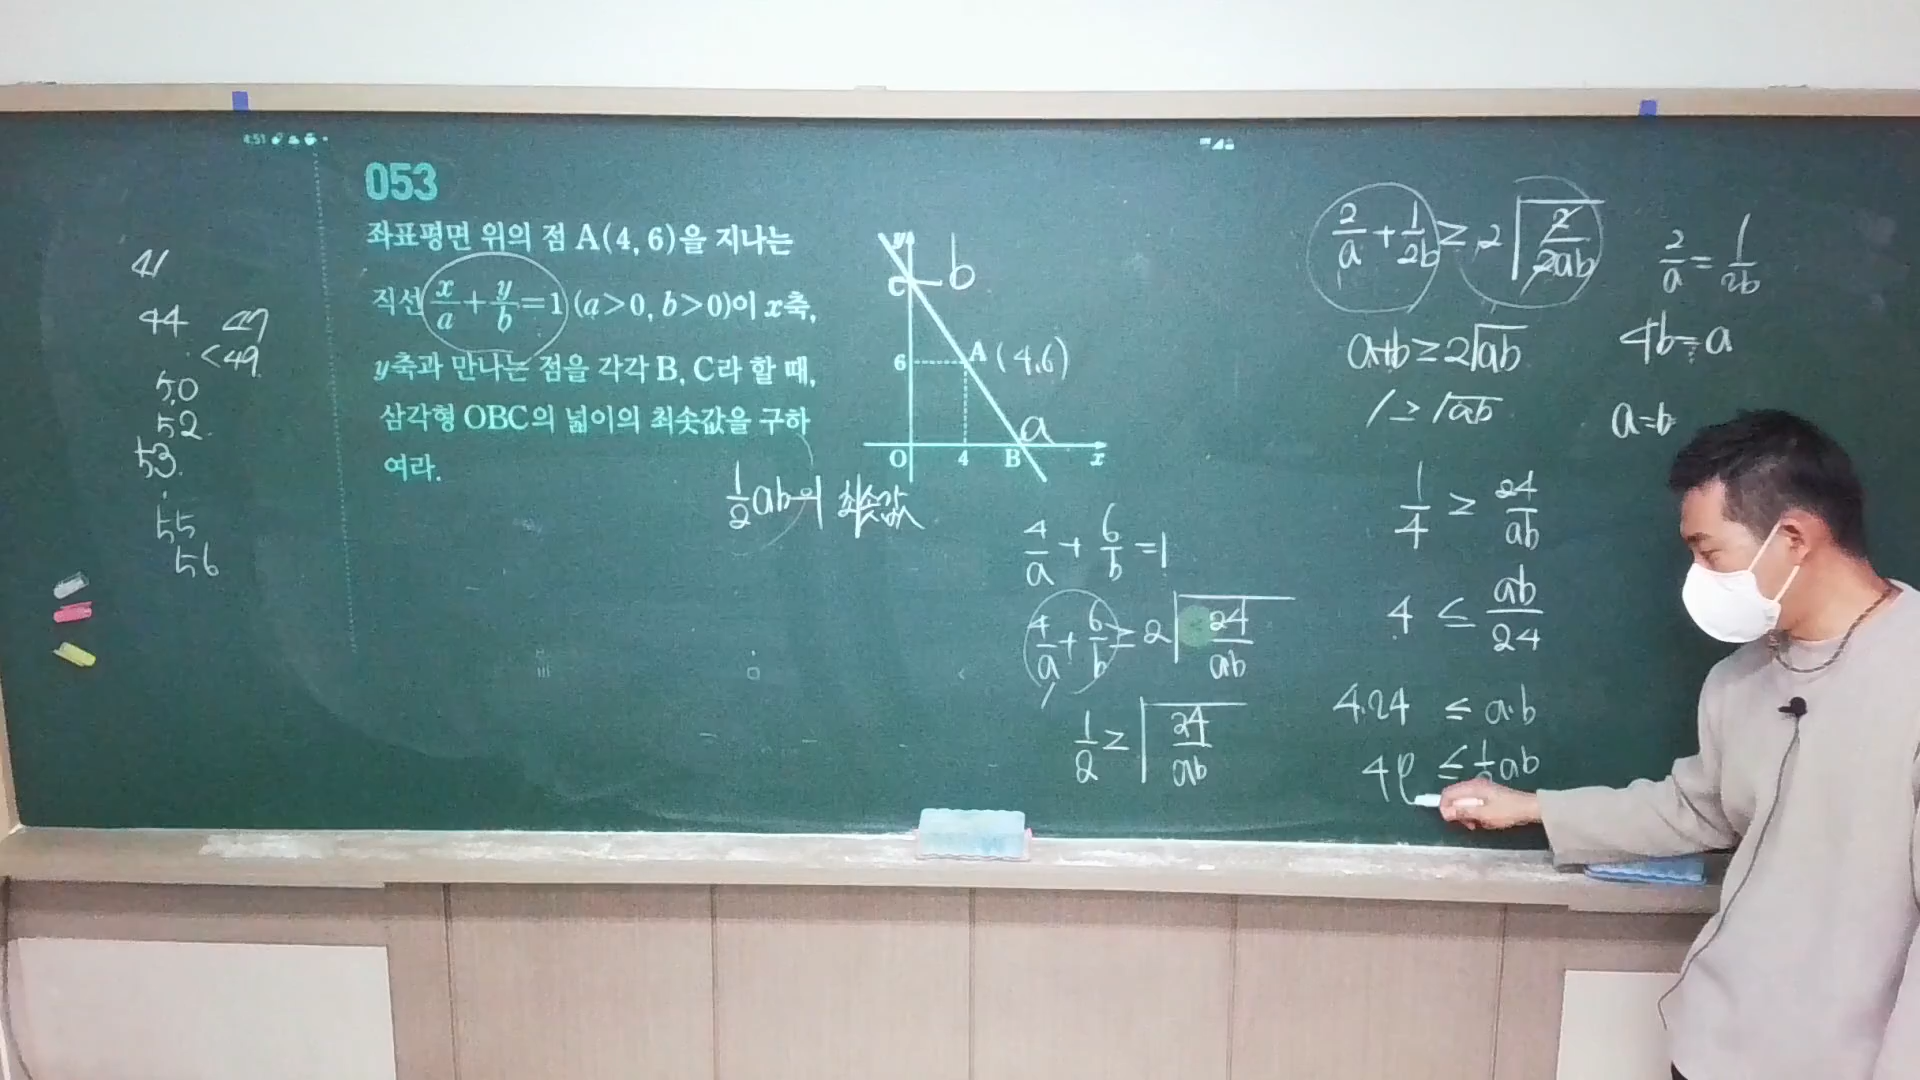 4:51
41
44 47
<49
50
52
53
55
56
053
좌표평면 위의 점 A(4, 6)을 지나는
직선 x/a + y/b = 1 (a>0, b>0)이 x축,
y축과 만나는 점을 각각 B, C라 할 때,
삼각형 OBC의 넓이의 최솟값을 구하
여라.
1/2 ab의 최솟값
y
C b
6 A (4.6)
a
O 4 B x
4/a + 6/b = 1
4/a + 6/b ≥ 2√(24/ab)
1/2 ≥ √(24/ab)
2/a + 1/2b ≥ 2√(2/2ab)
a+b ≥ 2√ab
1 ≥ √ab
2/a = 1/2b
4b = a
a=b
1/4 ≥ 24/ab
4 ≤ ab/24
4.24 ≤ a.b
≤ 1/2 ab